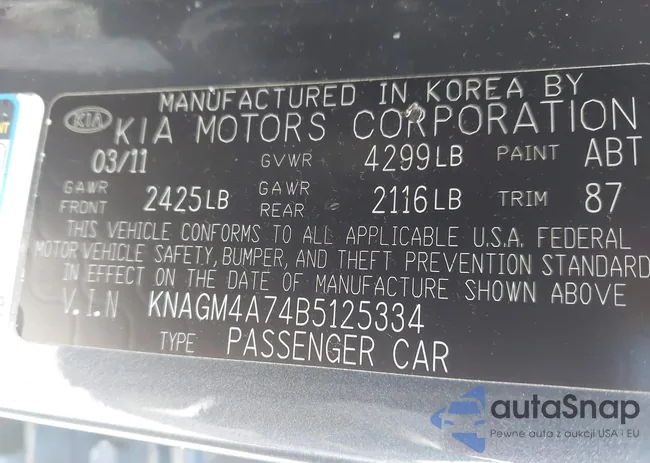 MANUFACTURED IN KOREA BY
KIA KIA MOTORS CORPORATION
03/11 GVWR 4299LB PAINT ABT
GAWR FRONT 2425LB GAWR REAR 2116LB TRIM 87
THIS VEHICLE CONFORMS TO ALL APPLICABLE U.S.A. FEDERAL
MOTOR VEHICLE SAFETY, BUMPER, AND THEFT PREVENTION STANDARD
IN EFFECT ON THE DATE OF MANUFACTURE SHOWN ABOVE
V.I.N KNAGM4A74B5125334
TYPE PASSENGER CAR
autaSnap
Pewne auta z aukcji USA i EU